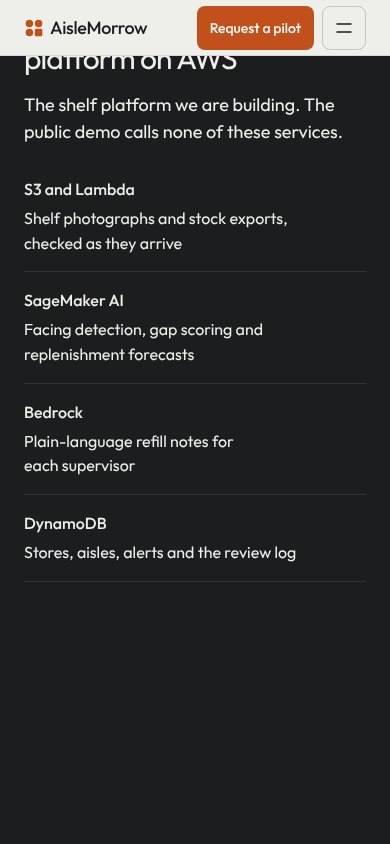 AisleMorrow
Request a pilot
platform on AWS
The shelf platform we are building. The
public demo calls none of these services.
S3 and Lambda
Shelf photographs and stock exports,
checked as they arrive
SageMaker AI
Facing detection, gap scoring and
replenishment forecasts
Bedrock
Plain-language refill notes for
each supervisor
DynamoDB
Stores, aisles, alerts and the review log